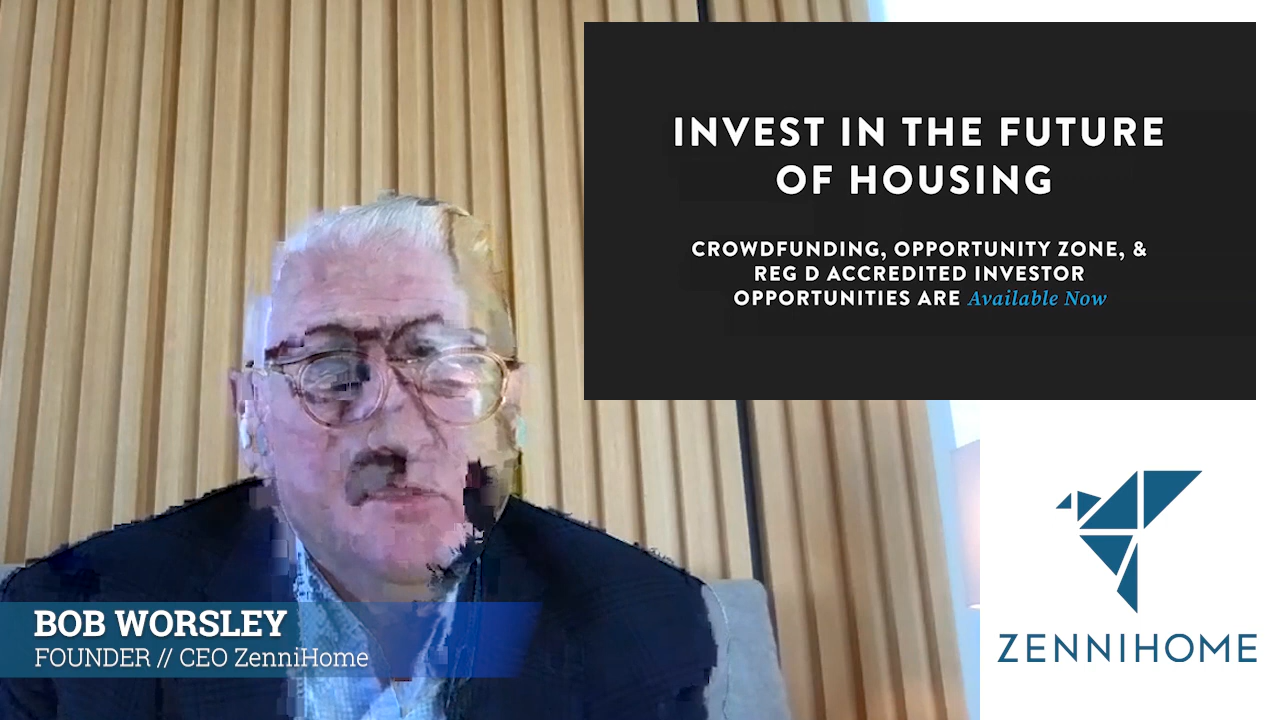 INVEST IN THE FUTURE
OF HOUSING
CROWDFUNDING, OPPORTUNITY ZONE, &
REG D ACCREDITED INVESTOR
OPPORTUNITIES ARE Available Now
BOB WORSLEY
FOUNDER // CEO ZenniHome
ZENNIHOME